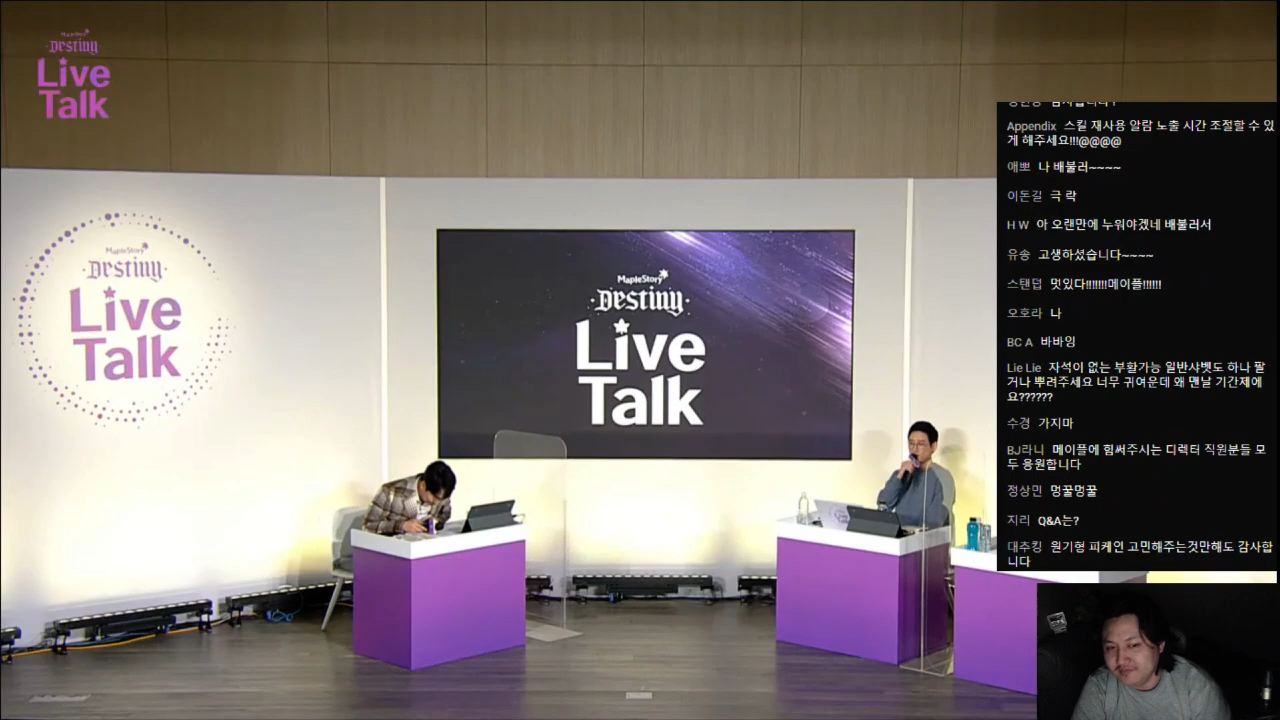 MapleStory
Destiny
Live
Talk
MapleStory
Destiny
Live
Talk
MapleStory
Destiny
Live
Talk
Appendix 스킬 재사용 알람 노출 시간 조절할 수 있
게 해주세요!!!@@@@
애뽀 나 배불러~~~~
이돈길 극 락
H W 아 오랜만에 누워야겠네 배불러서
유송 고생하셨습니다~~~~
스탠딥 멋있다!!!!!!!메이플!!!!!!
오호라 나
BC A 바바잉
Lie Lie 자석이 없는 부활가능 일반샤벳도 하나 팔
거나 뿌려주세요 너무 귀여운데 왜 맨날 기간제에
요??????
수경 가지마
BJ라니 메이플에 힘써주시는 디렉터 직원분들 모
두 응원합니다
정상민 멍꿀멍꿀
지리 Q&A는?
대추킹 원기형 피케인 고민해주는것만해도 감사합
니다